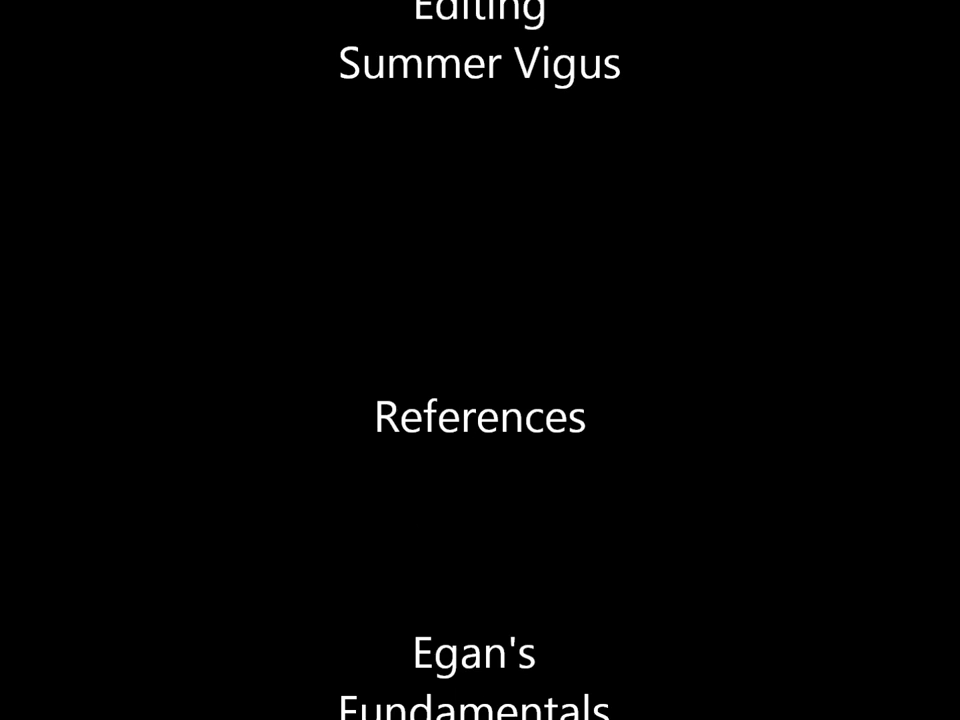 Editing
Summer Vigus
References
Egan's
Fundamentals